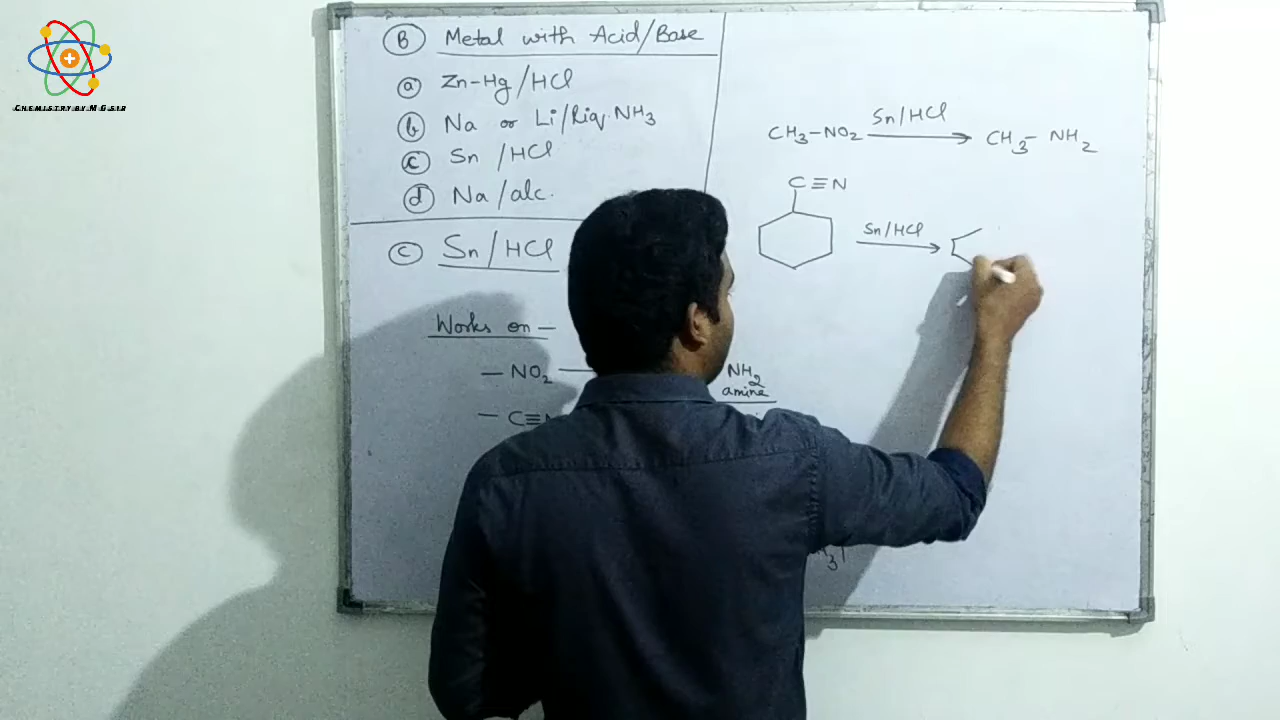 CHEMISTRY BY M G SIR
B Metal with Acid/Base
a Zn-Hg/HCl
b Na or Li/liq. NH3
c Sn/HCl
d Na/alc.
C Sn/HCl
Works on —
— NO2 —
NH2
amine
— C≡N
CH3-NO2 Sn/HCl CH3-NH2
C≡N
Sn/HCl